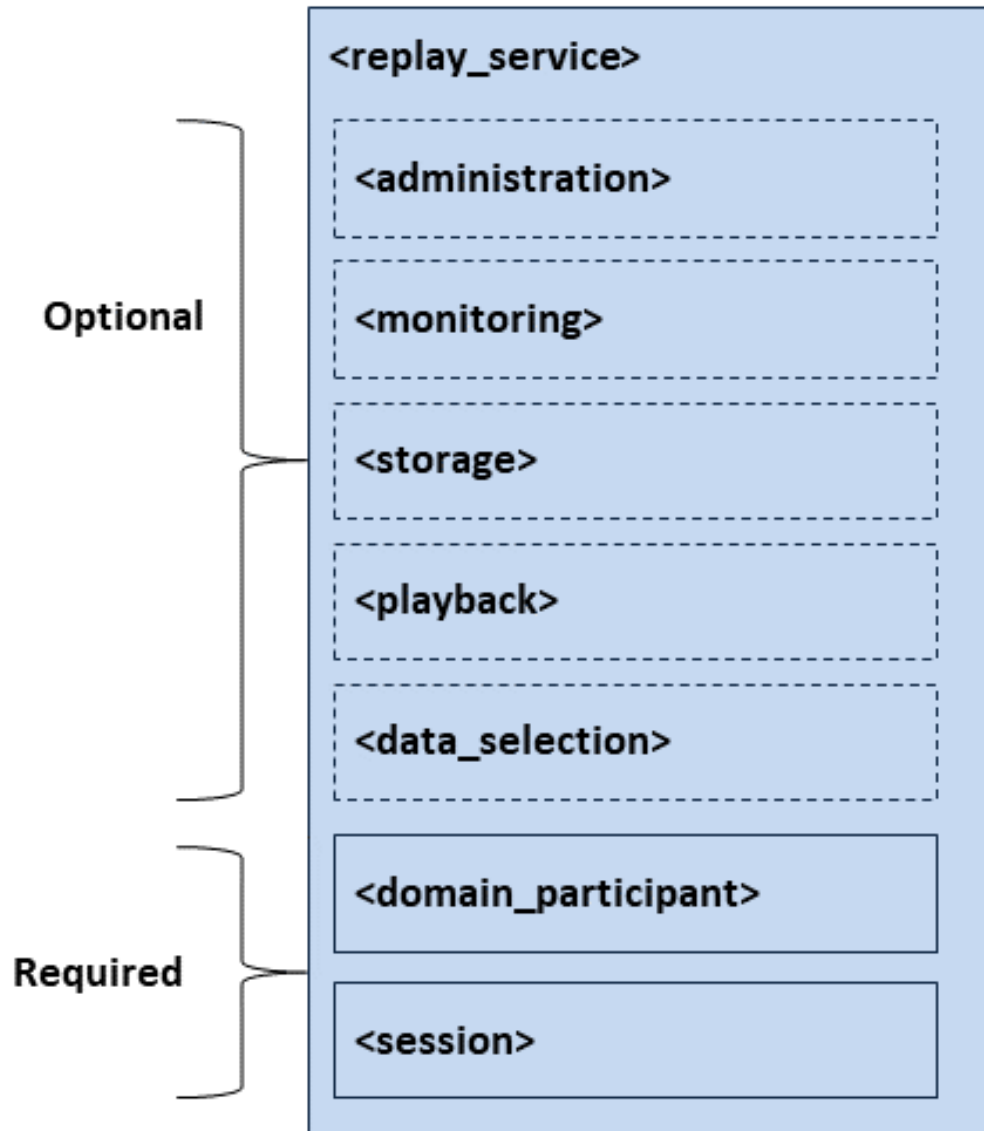 <replay_service>
<administration>
Optional
<monitoring>
<storage>
<playback>
<data_selection>
<domain_participant>
Required
<session>